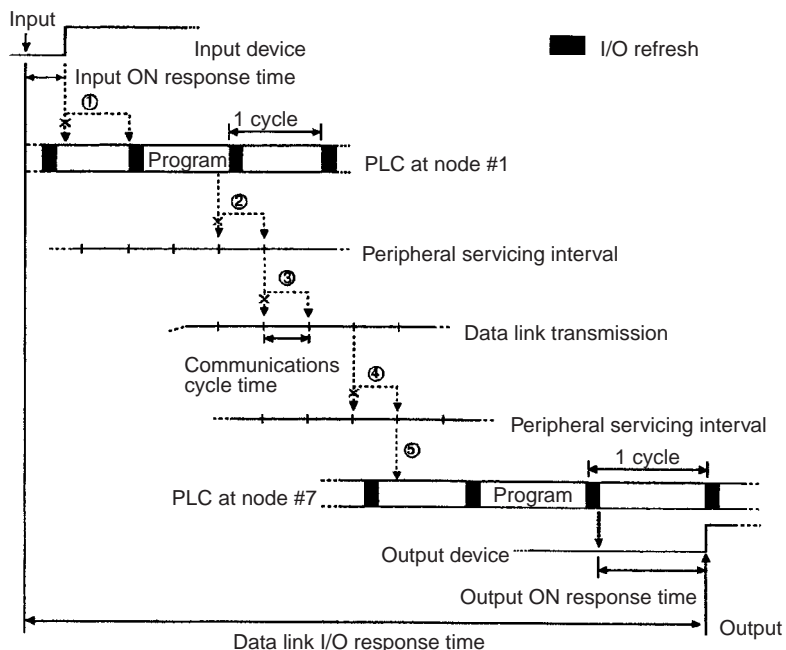 Input
Input device
I/O refresh
Input ON response time
①
1 cycle
Program
PLC at node #1
②
Peripheral servicing interval
③
Data link transmission
Communications
cycle time
④
Peripheral servicing interval
⑤
1 cycle
PLC at node #7
Program
Output device
Output ON response time
Output
Data link I/O response time